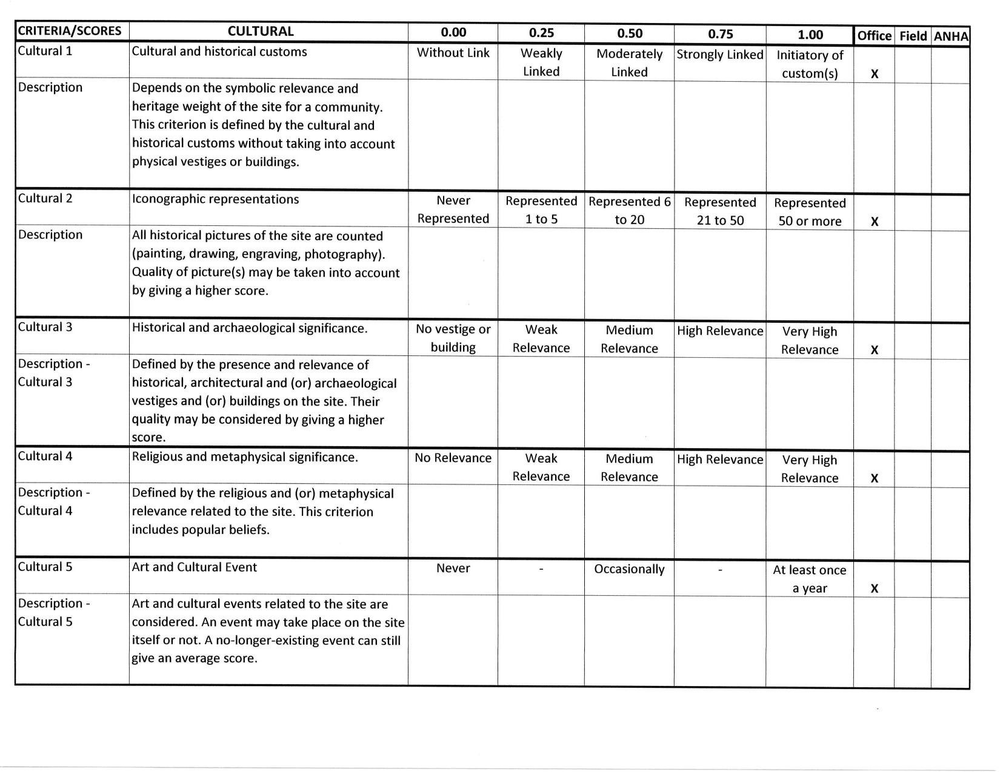 CRITERIA/SCORES CULTURAL 0.00 0.25 0.50 0.75 1.00 Office Field ANHA
Cultural 1 Cultural and historical customs Without Link Weakly Moderately Strongly Linked Initiatory of
Linked Linked custom(s) X
Description Depends on the symbolic relevance and
heritage weight of the site for a community.
This criterion is defined by the cultural and
historical customs without taking into account
physical vestiges or buildings.
Cultural 2 Iconographic representations Never Represented Represented 6 Represented Represented
Represented 1 to 5 to 20 21 to 50 50 or more X
Description All historical pictures of the site are counted
(painting, drawing, engraving, photography).
Quality of picture(s) may be taken into account
by giving a higher score.
Cultural 3 Historical and archaeological significance. No vestige or Weak Medium High Relevance Very High
building Relevance Relevance Relevance X
Description - Defined by the presence and relevance of
Cultural 3 historical, architectural and (or) archaeological
vestiges and (or) buildings on the site. Their
quality may be considered by giving a higher
score.
Cultural 4 Religious and metaphysical significance. No Relevance Weak Medium High Relevance Very High
Relevance Relevance Relevance X
Description - Defined by the religious and (or) metaphysical
Cultural 4 relevance related to the site. This criterion
includes popular beliefs.
Cultural 5 Art and Cultural Event Never - Occasionally - At least once
a year X
Description - Art and cultural events related to the site are
Cultural 5 considered. An event may take place on the site
itself or not. A no-longer-existing event can still
give an average score.